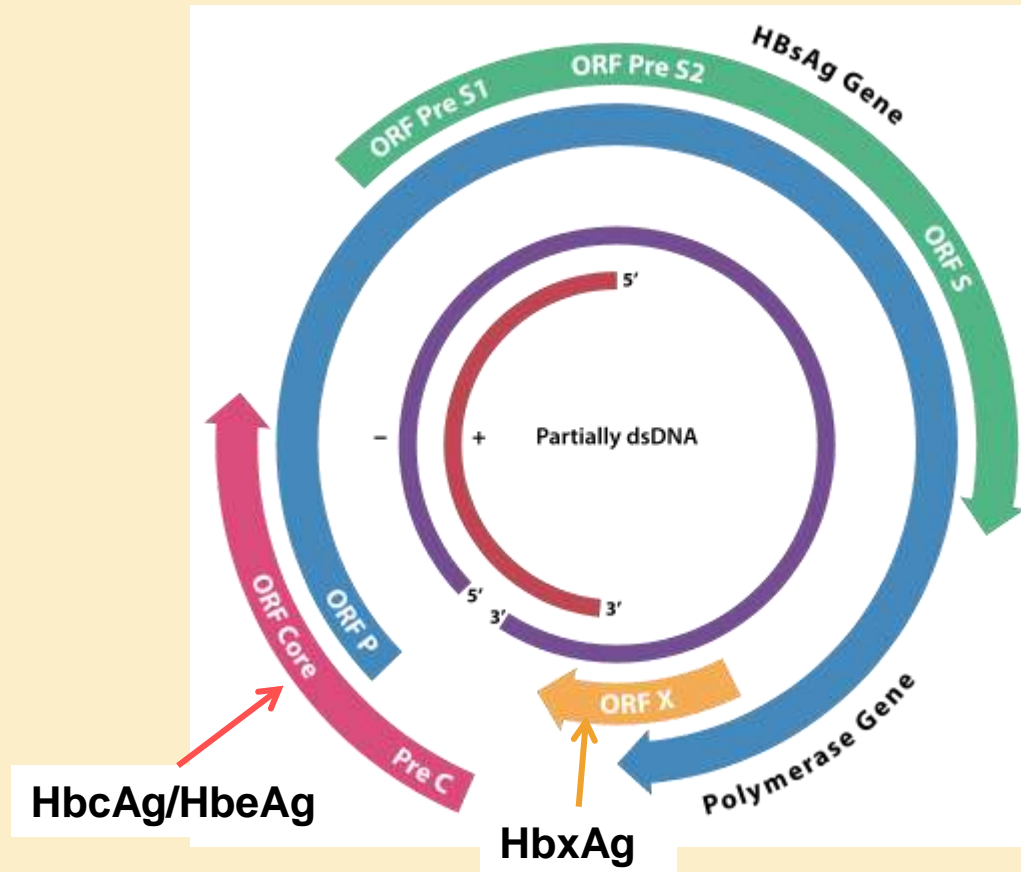 HBsAg Gene
ORF Pre S1
ORF Pre S2
ORF S
5’
–
+
Partially dsDNA
5’
3’
3’
ORF P
ORF Core
Pre C
ORF X
Polymerase Gene
HbcAg/HbeAg
HbxAg